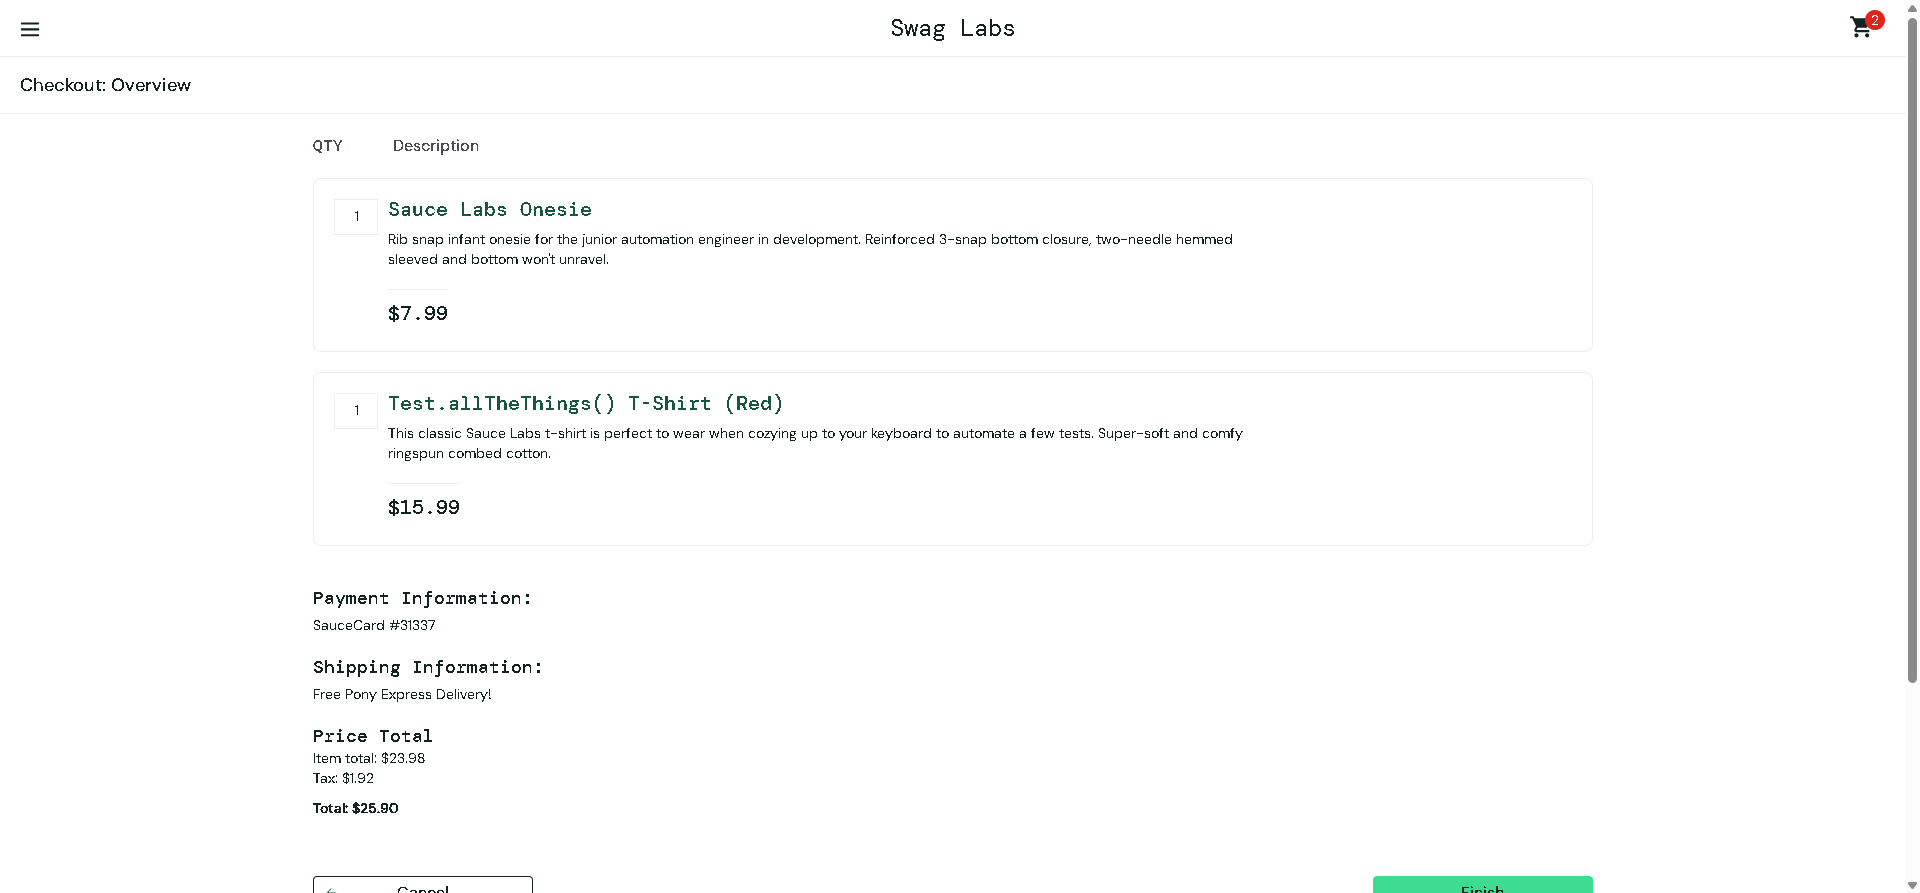 Swag Labs
2
Checkout: Overview
QTY Description
1
Sauce Labs Onesie
Rib snap infant onesie for the junior automation engineer in development. Reinforced 3-snap bottom closure, two-needle hemmed
sleeved and bottom won't unravel.
$7.99
1
Test.allTheThings() T-Shirt (Red)
This classic Sauce Labs t-shirt is perfect to wear when cozying up to your keyboard to automate a few tests. Super-soft and comfy
ringspun combed cotton.
$15.99
Payment Information:
SauceCard #31337
Shipping Information:
Free Pony Express Delivery!
Price Total
Item total: $23.98
Tax: $1.92
Total: $25.90
Cancel
Finish